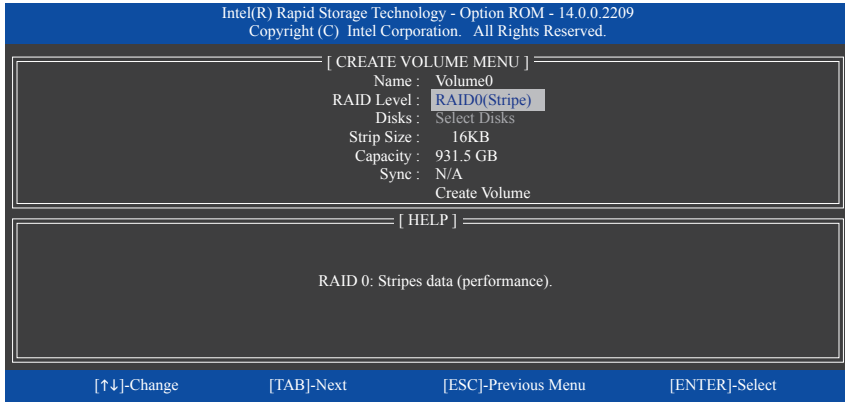 Intel(R) Rapid Storage Technology - Option ROM - 14.0.0.2209
Copyright (C) Intel Corporation. All Rights Reserved.
[ CREATE VOLUME MENU ]
Name : Volume0
RAID Level : RAID0(Stripe)
Disks : Select Disks
Strip Size : 16KB
Capacity : 931.5 GB
Sync : N/A
Create Volume
[ HELP ]
RAID 0: Stripes data (performance).
[↑↓]-Change [TAB]-Next [ESC]-Previous Menu [ENTER]-Select